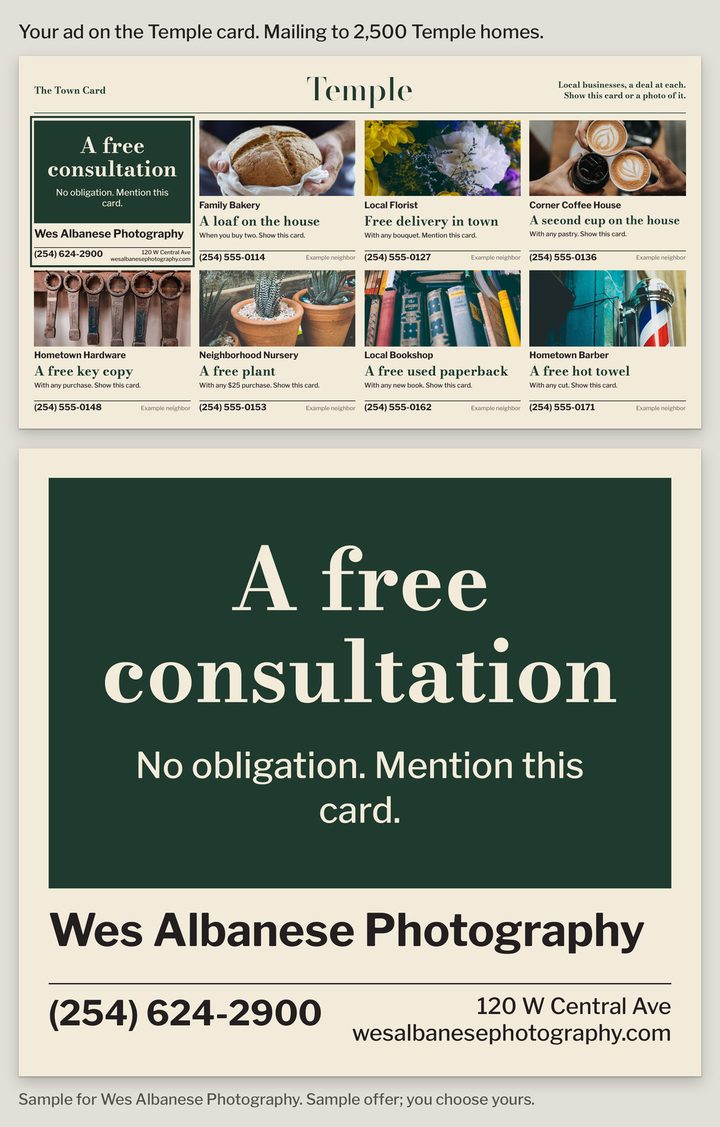 Your ad on the Temple card. Mailing to 2,500 Temple homes.
The Town Card
Temple
Local businesses, a deal at each.
Show this card or a photo of it.
A free
consultation
No obligation. Mention this
card.
Wes Albanese Photography
(254) 624-2900
120 W Central Ave
wesalbanesephotography.com
Family Bakery
A loaf on the house
When you buy two. Show this card.
(254) 555-0114
Example neighbor
Local Florist
Free delivery in town
With any bouquet. Mention this card.
(254) 555-0127
Example neighbor
Corner Coffee House
A second cup on the house
With any pastry. Show this card.
(254) 555-0136
Example neighbor
Hometown Hardware
A free key copy
With any purchase. Show this card.
(254) 555-0148
Example neighbor
Neighborhood Nursery
A free plant
With any $25 purchase. Show this card.
(254) 555-0153
Example neighbor
Local Bookshop
A free used paperback
With any new book. Show this card.
(254) 555-0162
Example neighbor
Hometown Barber
A free hot towel
With any cut. Show this card.
(254) 555-0171
Example neighbor
A free
consultation
No obligation. Mention this
card.
Wes Albanese Photography
(254) 624-2900
120 W Central Ave
wesalbanesephotography.com
Sample for Wes Albanese Photography. Sample offer; you choose yours.